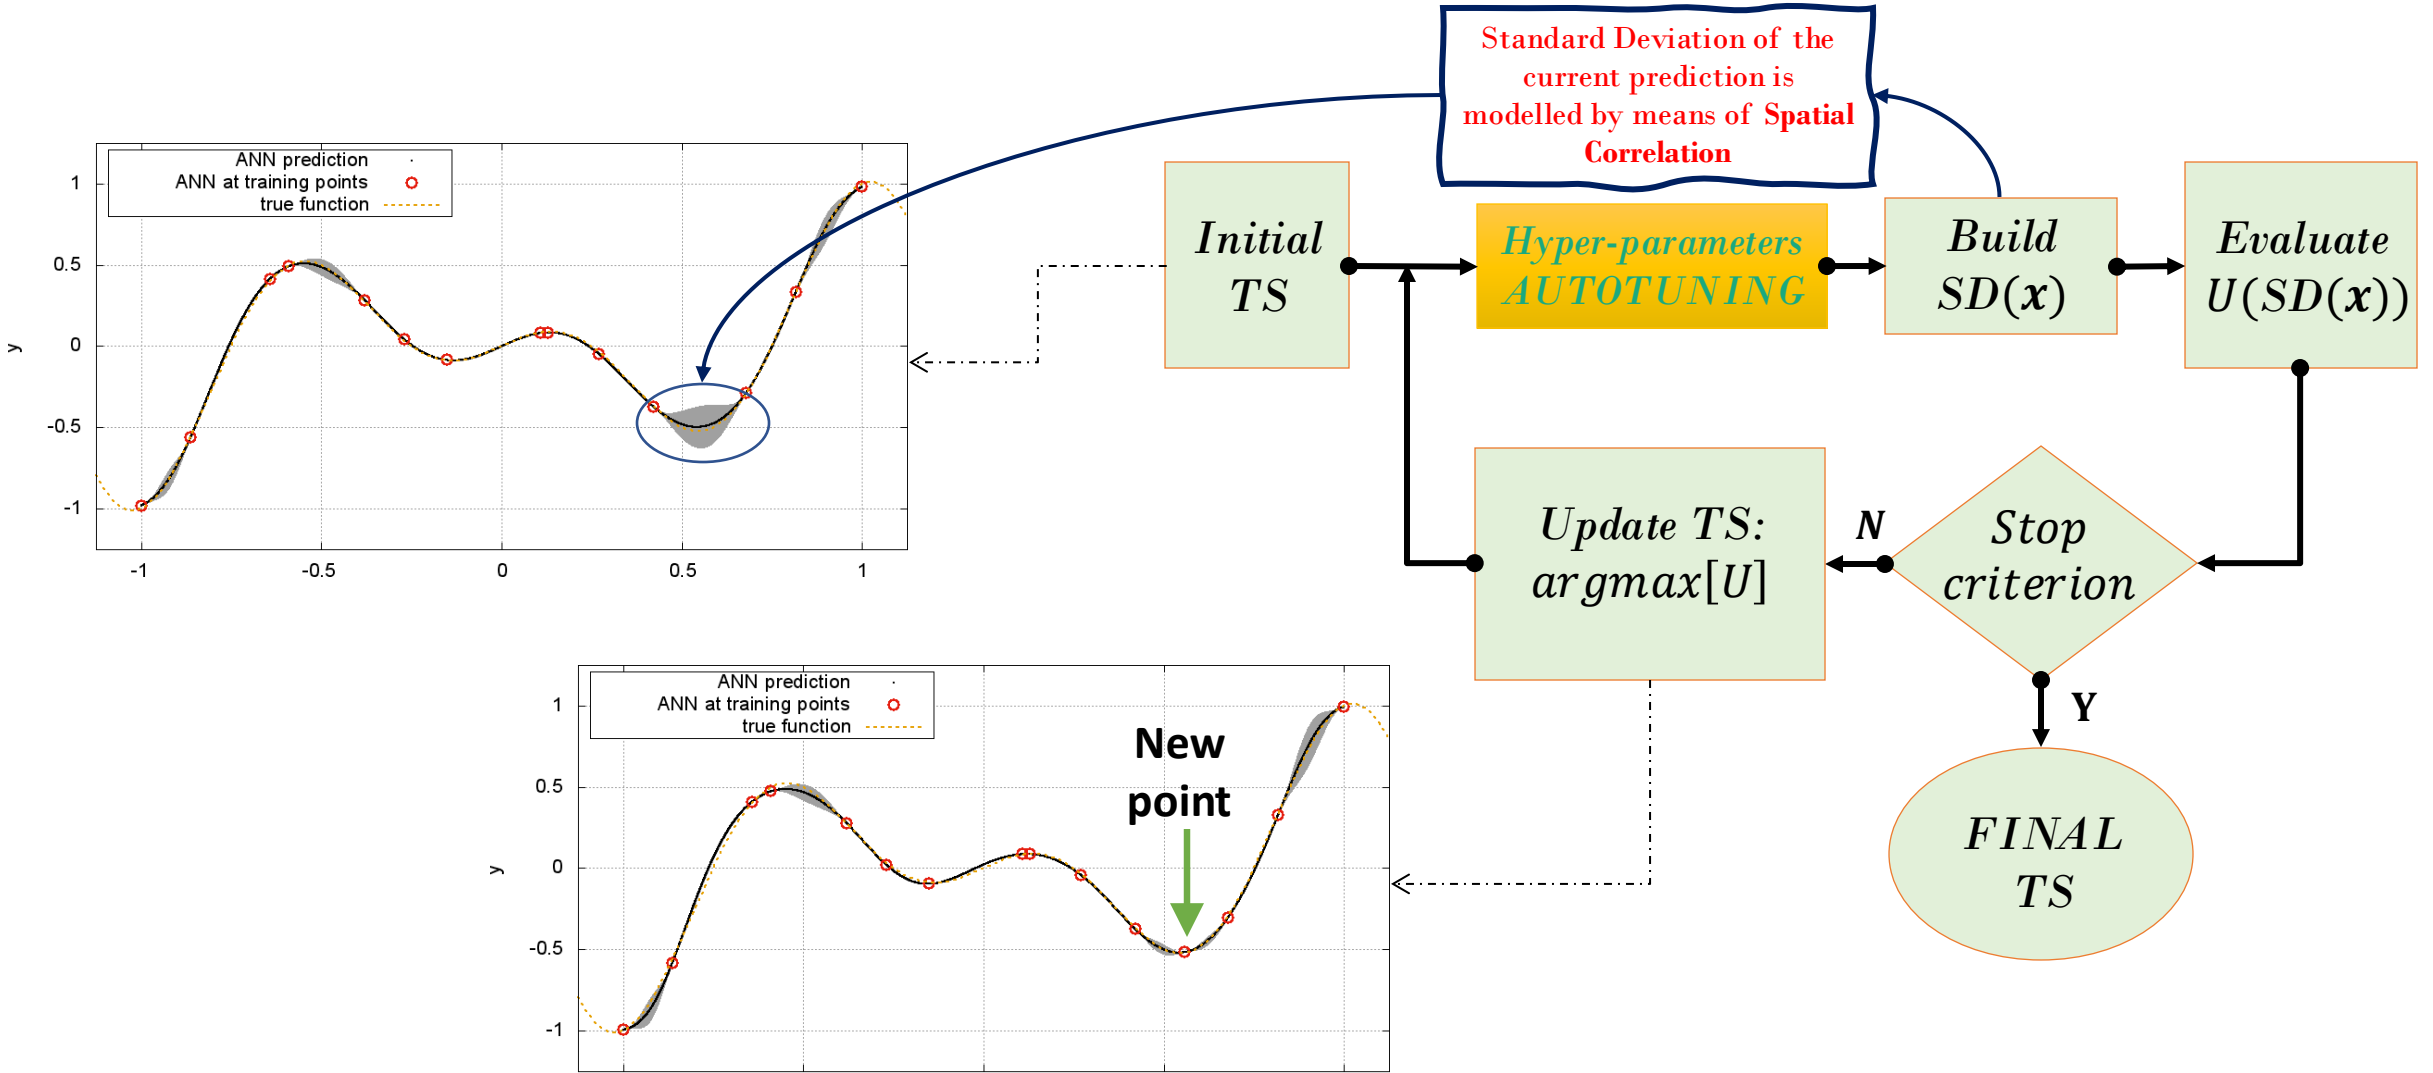 Standard Deviation of the
current prediction is
modelled by means of Spatial
Correlation
ANN prediction
ANN at training points
true function
1
0.5
0
-0.5
-1
y
-1
-0.5
0
0.5
1
Initial
TS
Hyper-parameters
AUTOTUNING
Build
SD(x)
Evaluate
U(SD(x))
Update TS:
argmax[U]
N
Stop
criterion
Y
FINAL
TS
ANN prediction
ANN at training points
true function
New
point
1
0.5
0
-0.5
-1
y